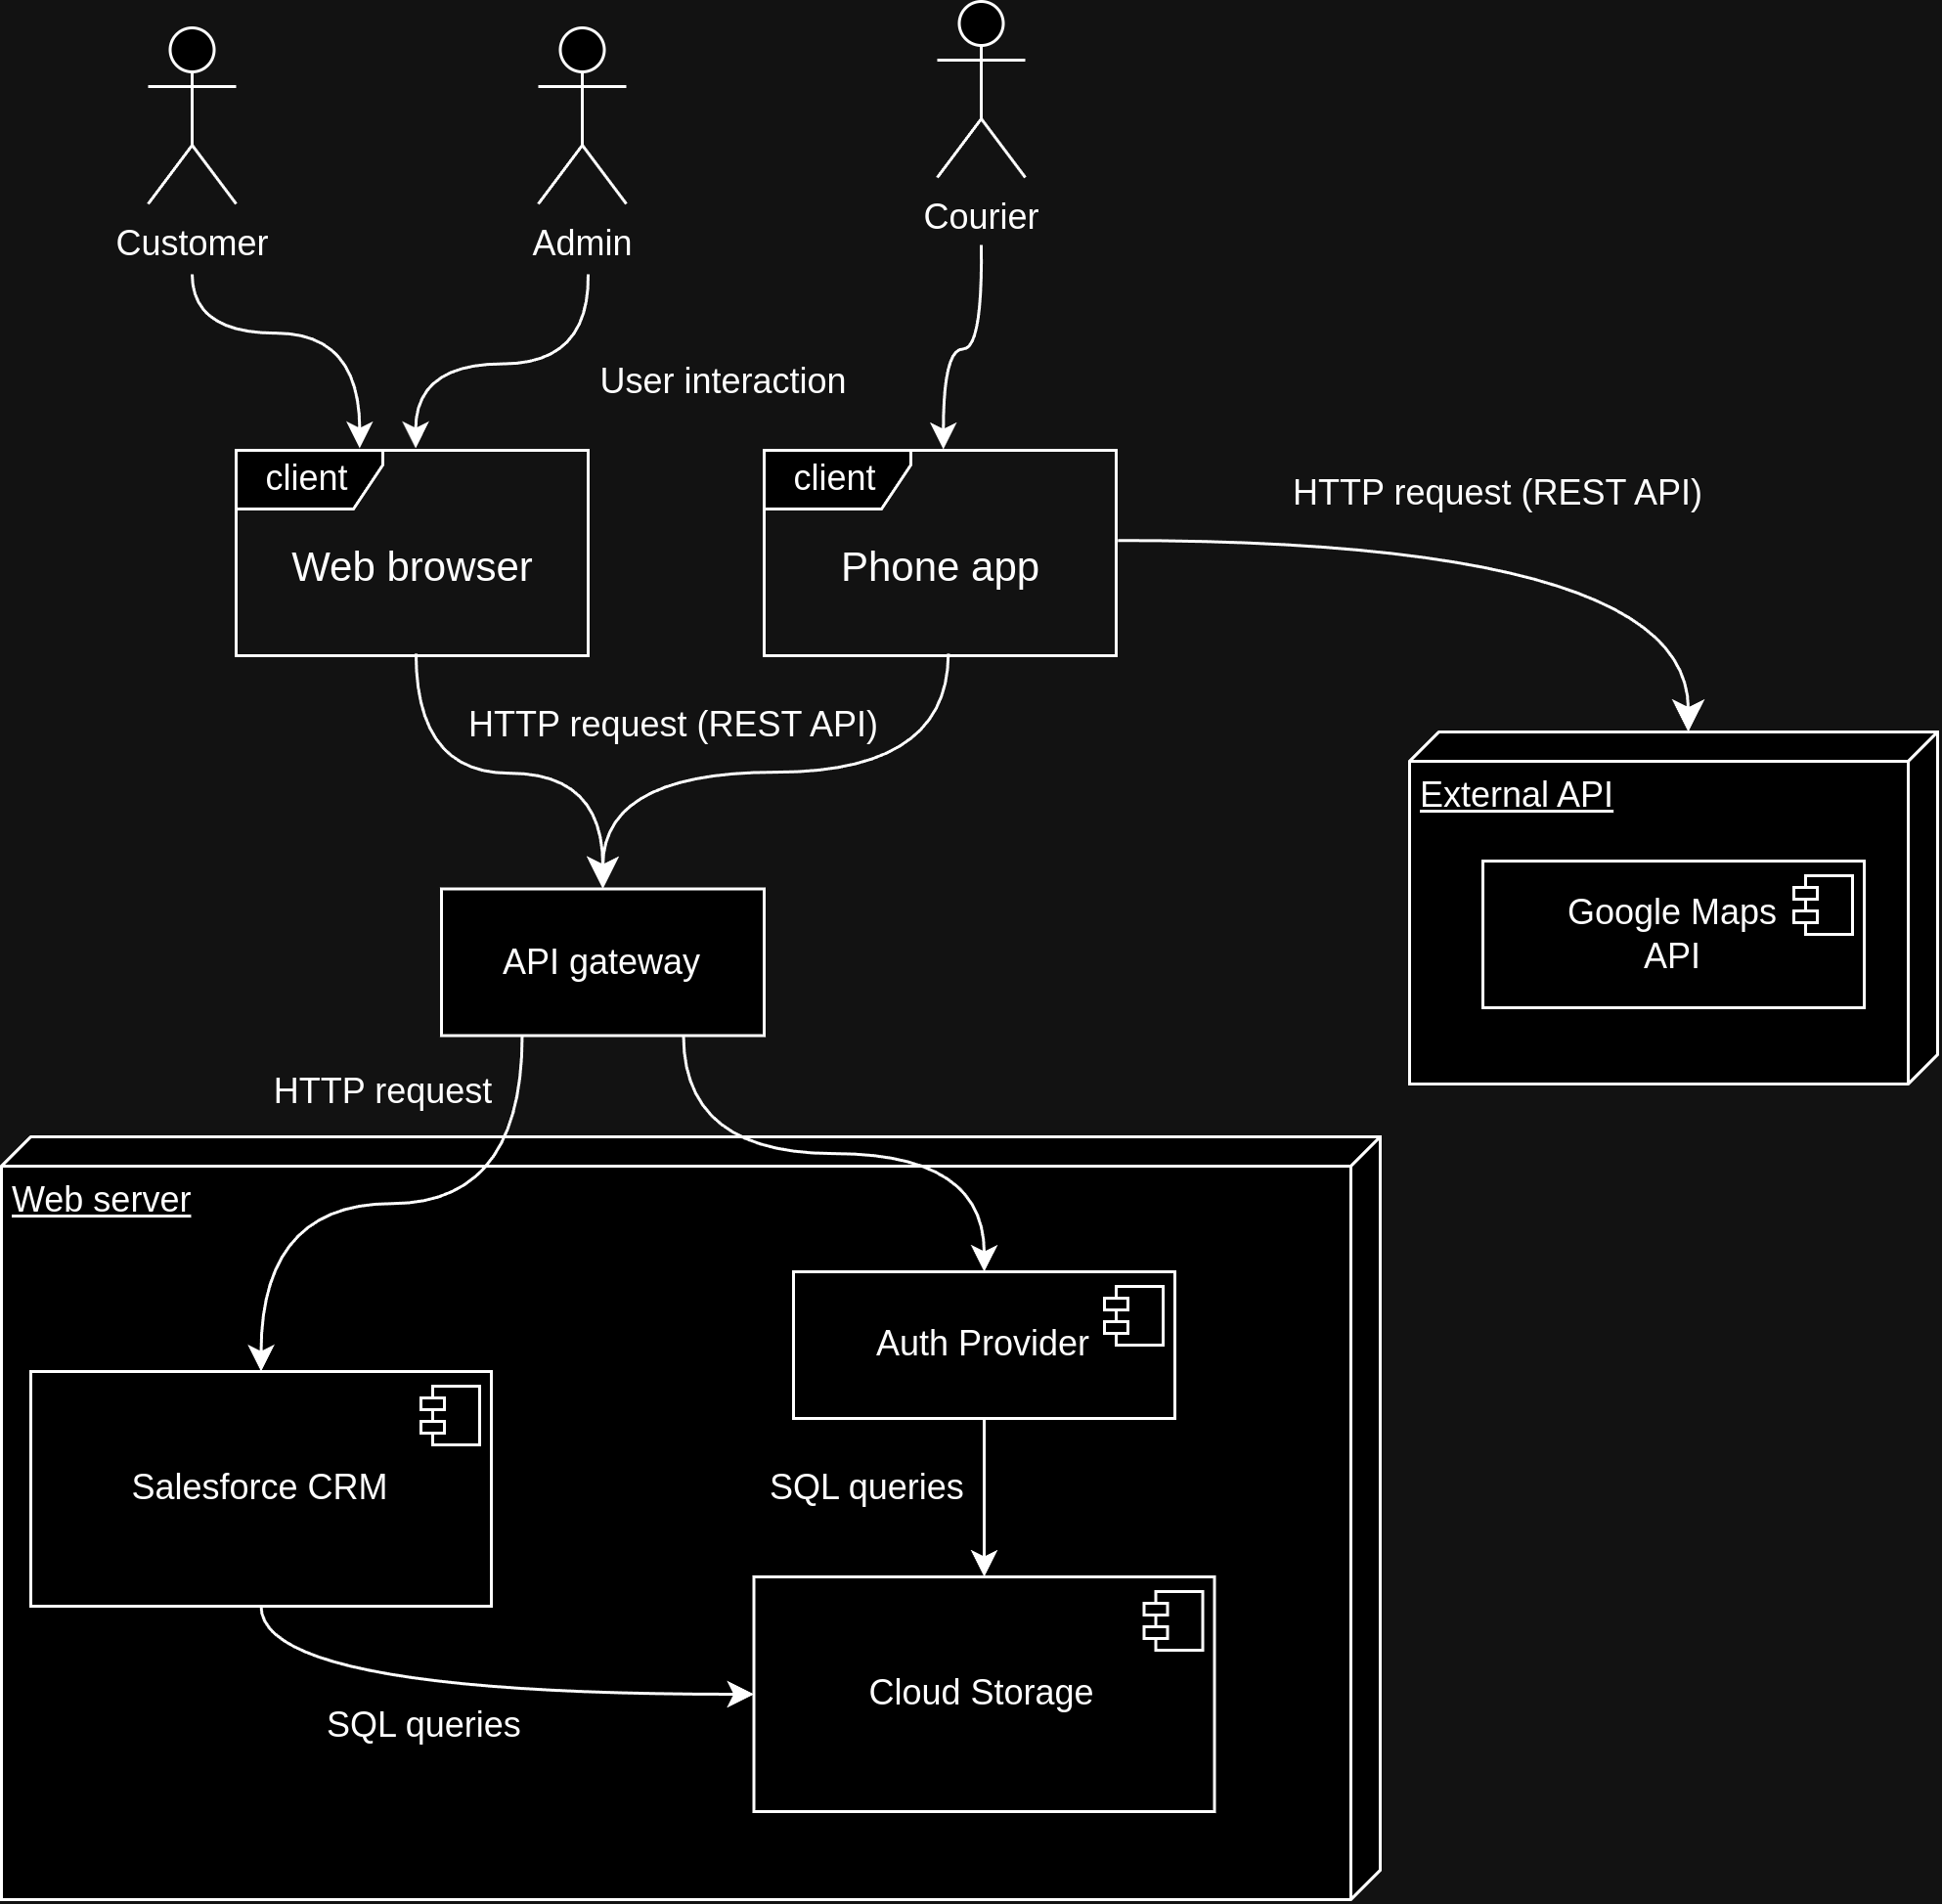 Customer
Admin
Courier
User interaction
client
Web browser
client
Phone app
HTTP request (REST API)
HTTP request (REST API)
External API
Google Maps
API
API gateway
HTTP request
Web server
Auth Provider
Salesforce CRM
SQL queries
Cloud Storage
SQL queries